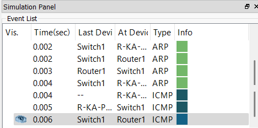 Simulation Panel
Event List
Vis. Time(sec) Last Devi At Devi Type Info
0.002 Switch1 R-KA-... ARP
0.002 Switch1 Router1 ARP
0.003 Router1 Switch1 ARP
0.004 Switch1 R-KA-... ARP
0.004 -- R-KA-... ICMP
0.005 R-KA-P... Switch1 ICMP
0.006 Switch1 Router1 ICMP